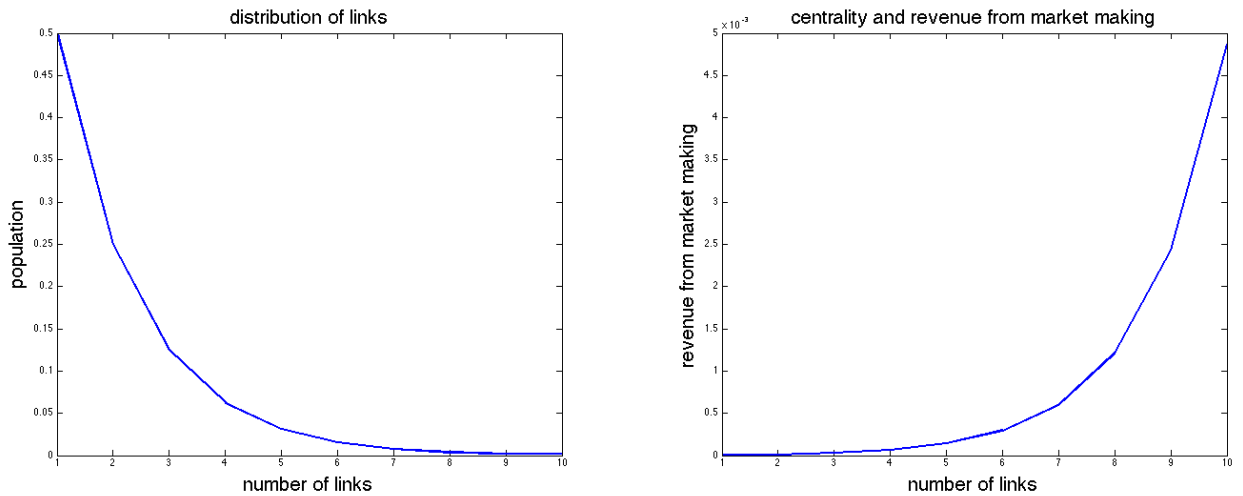 distribution of links
0.5
0.45
0.4
0.35
0.3
0.25
0.2
0.15
0.1
0.05
0
population
1 2 3 4 5 6 7 8 9 10
number of links
centrality and revenue from market making
× 10⁻³
5
4.5
4
3.5
3
2.5
2
1.5
1
0.5
0
revenue from market making
1 2 3 4 5 6 7 8 9 10
number of links